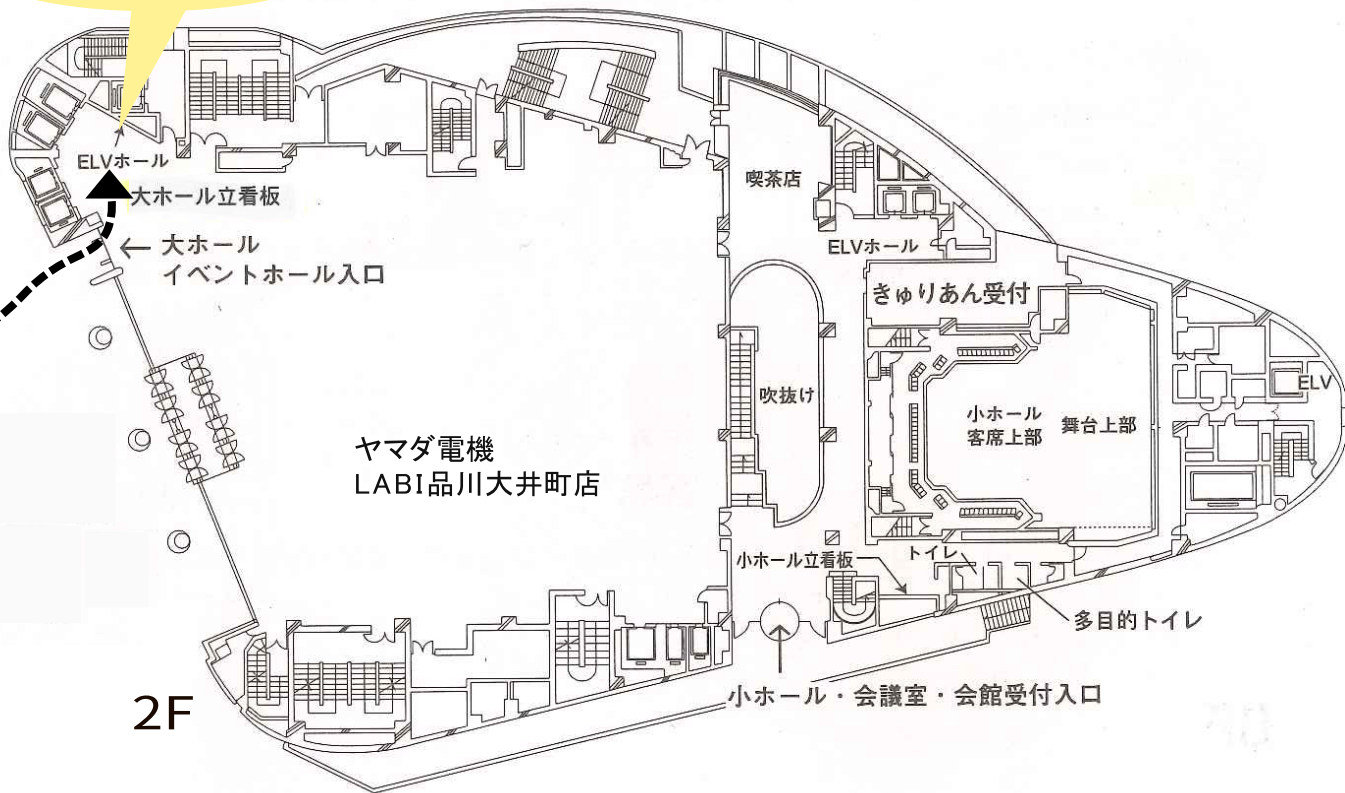 ELVホール
大ホール立看板
← 大ホール
イベントホール入口
喫茶店
ELVホール
きゅりあん受付
吹抜け
小ホール
客席上部
舞台上部
ELV
ヤマダ電機
LABI品川大井町店
小ホール立看板
トイレ
多目的トイレ
小ホール・会議室・会館受付入口
2F